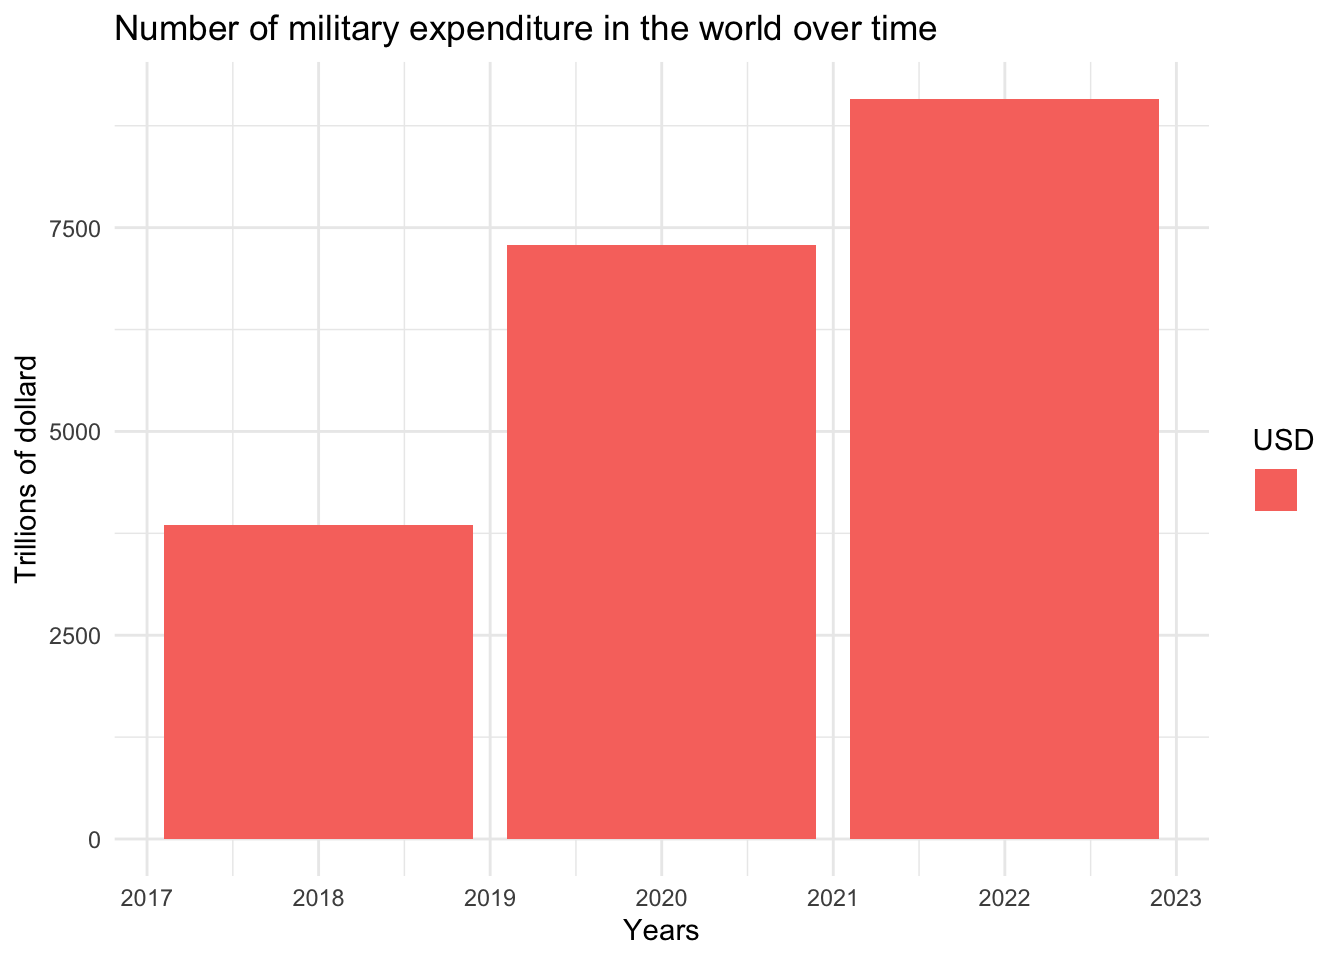 Number of military expenditure in the world over time
Trillions of dollard
7500
5000
2500
0
2017 2018 2019 2020 2021 2022 2023
Years
USD